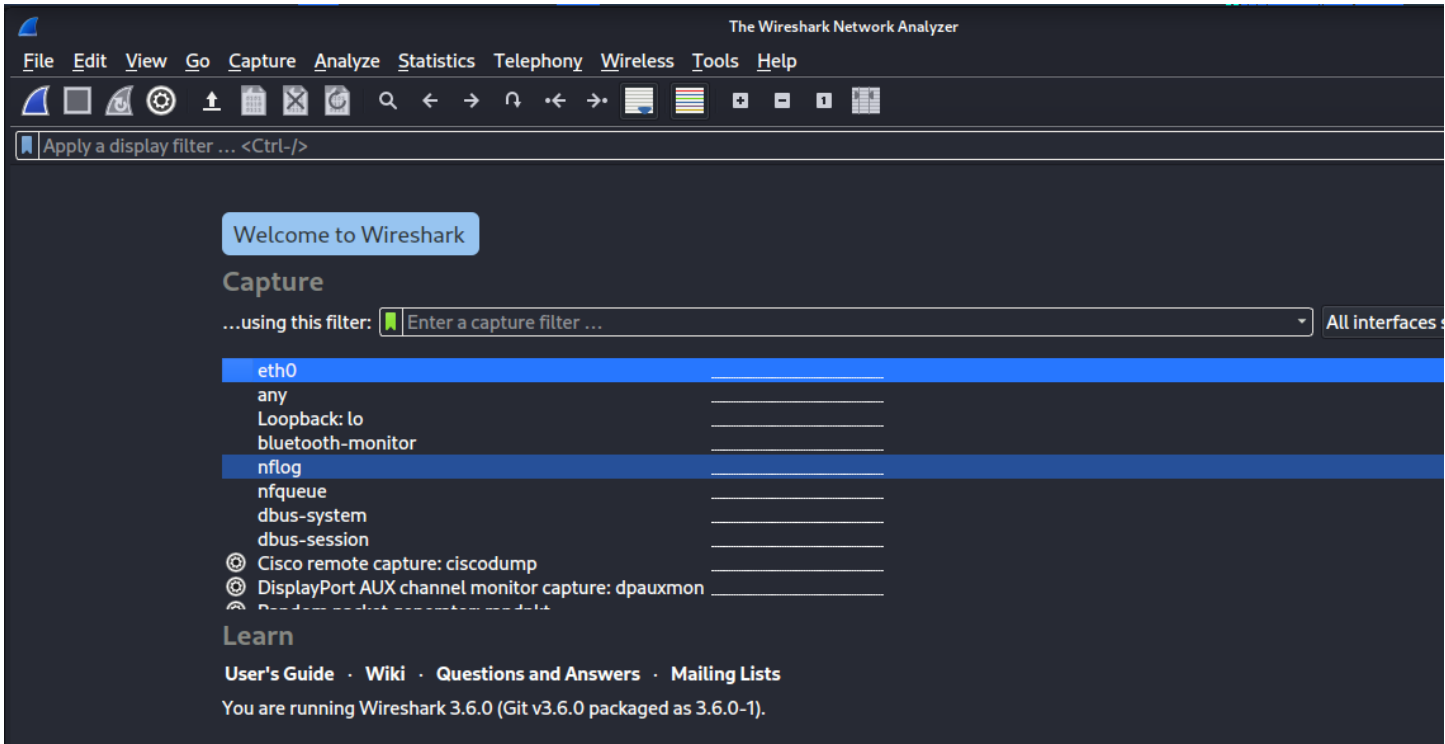 The Wireshark Network Analyzer
File Edit View Go Capture Analyze Statistics Telephony Wireless Tools Help
1
Apply a display filter … <Ctrl-/>
Welcome to Wireshark
Capture
…using this filter: Enter a capture filter … All interfaces
eth0
any
Loopback: lo
bluetooth-monitor
nflog
nfqueue
dbus-system
dbus-session
Cisco remote capture: ciscodump
DisplayPort AUX channel monitor capture: dpauxmon
Learn
User's Guide · Wiki · Questions and Answers · Mailing Lists
You are running Wireshark 3.6.0 (Git v3.6.0 packaged as 3.6.0-1).